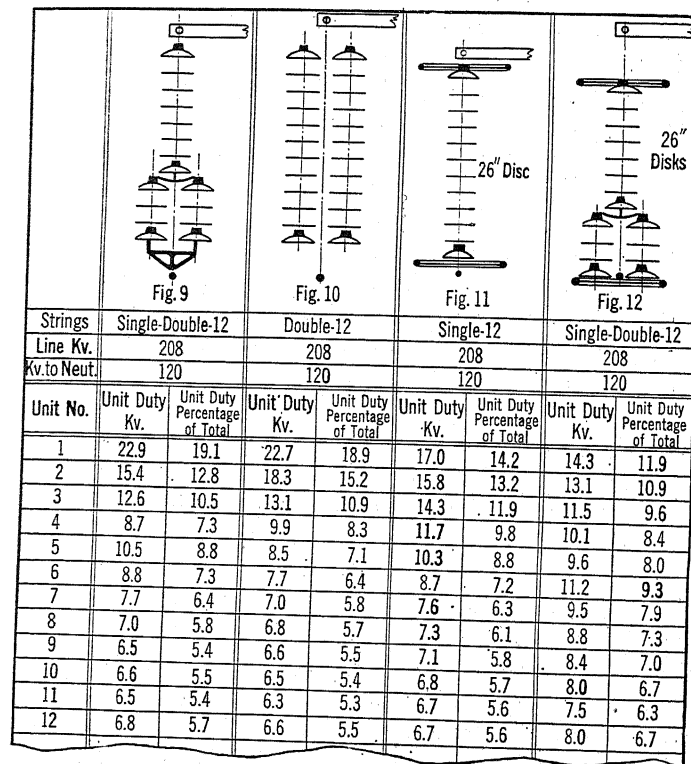 26" Disc
26"
Disks
Fig. 9 Fig. 10 Fig. 11 Fig. 12
Strings Single-Double-12 Double-12 Single-12 Single-Double-12
Line Kv. 208 208 208 208
Kv. to Neut. 120 120 120 120
Unit No. Unit Duty Kv. Unit Duty Percentage of Total Unit Duty Kv. Unit Duty Percentage of Total Unit Duty Kv. Unit Duty Percentage of Total Unit Duty Kv. Unit Duty Percentage of Total
1 22.9 19.1 22.7 18.9 17.0 14.2 14.3 11.9
2 15.4 12.8 18.3 15.2 15.8 13.2 13.1 10.9
3 12.6 10.5 13.1 10.9 14.3 11.9 11.5 9.6
4 8.7 7.3 9.9 8.3 11.7 9.8 10.1 8.4
5 10.5 8.8 8.5 7.1 10.3 8.8 9.6 8.0
6 8.8 7.3 7.7 6.4 8.7 7.2 11.2 9.3
7 7.7 6.4 7.0 5.8 7.6 6.3 9.5 7.9
8 7.0 5.8 6.8 5.7 7.3 6.1 8.8 7.3
9 6.5 5.4 6.6 5.5 7.1 5.8 8.4 7.0
10 6.6 5.5 6.5 5.4 6.8 5.7 8.0 6.7
11 6.5 5.4 6.3 5.3 6.7 5.6 7.5 6.3
12 6.8 5.7 6.6 5.5 6.7 5.6 8.0 6.7